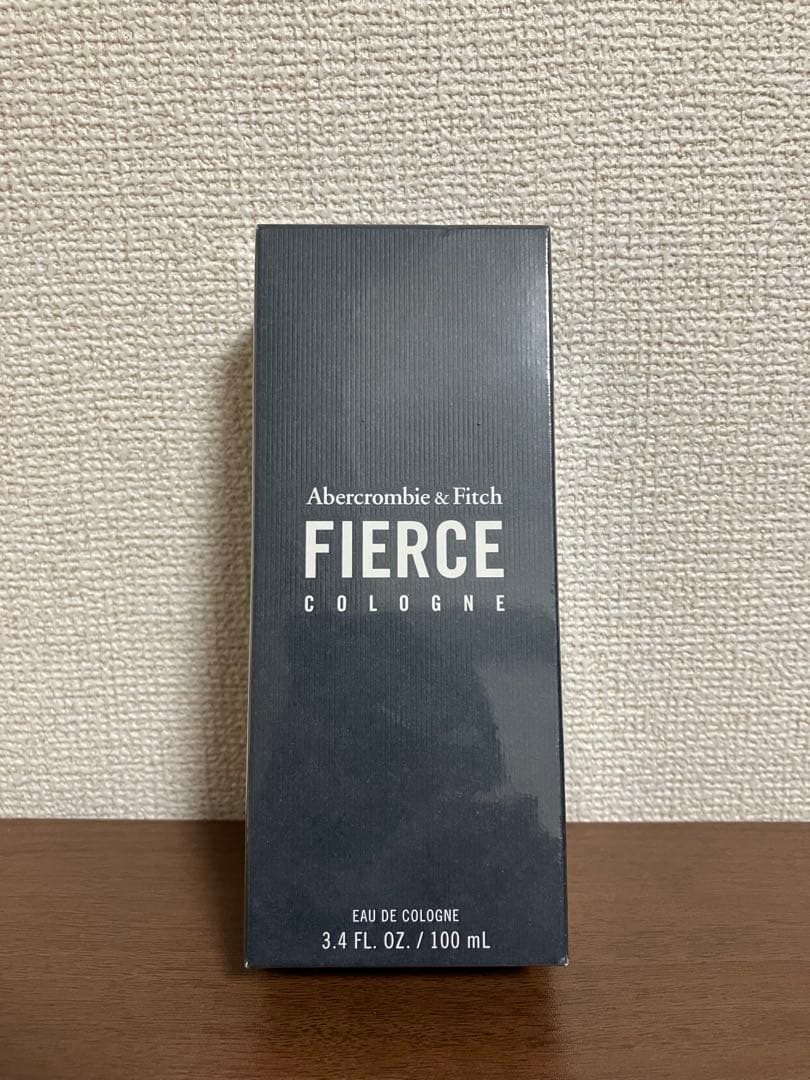 Abercrombie & Fitch
FIERCE
COLOGNE
EAU DE COLOGNE
3.4 FL. OZ. / 100 mL